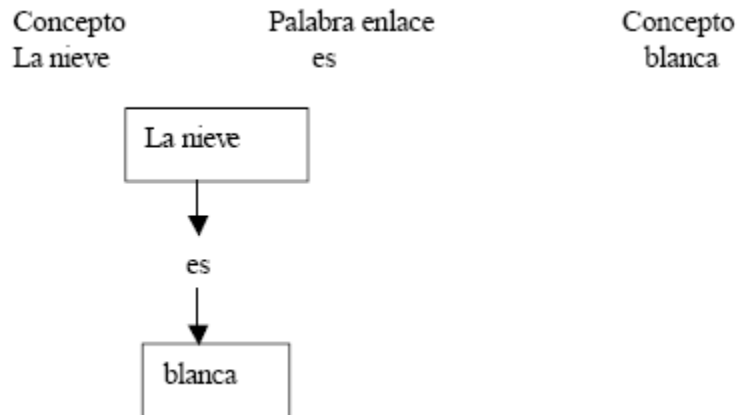 Concepto Palabra enlace Concepto
La nieve es blanca
La nieve
es
blanca